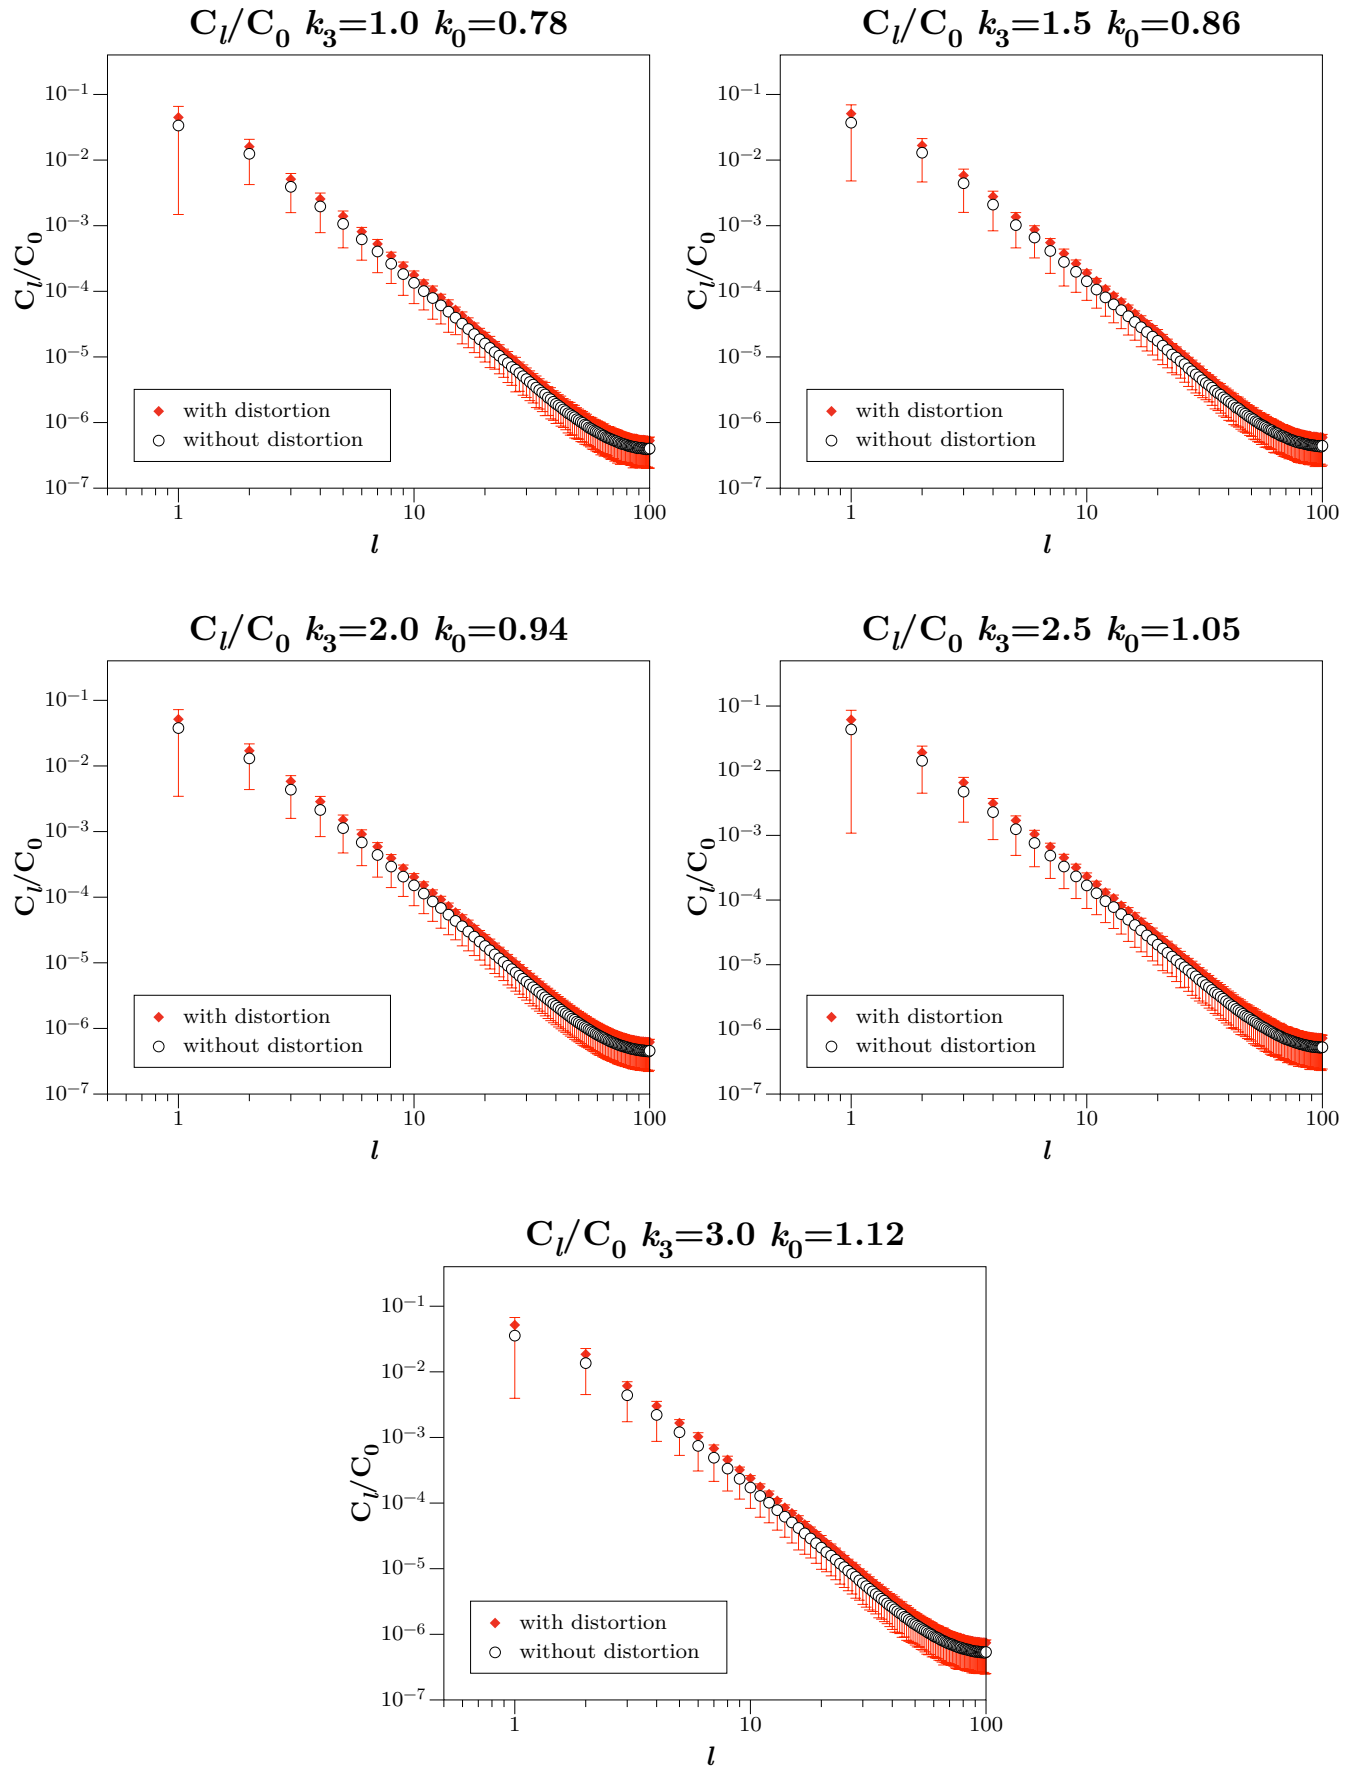 C_l/C_0 k_3=1.0 k_0=0.78
10^−1
10^−2
10^−3
10^−4
10^−5
10^−6
10^−7
C_l/C_0
with distortion
without distortion
1 10 100
l
C_l/C_0 k_3=1.5 k_0=0.86
10^−1
10^−2
10^−3
10^−4
10^−5
10^−6
10^−7
C_l/C_0
with distortion
without distortion
1 10 100
l
C_l/C_0 k_3=2.0 k_0=0.94
10^−1
10^−2
10^−3
10^−4
10^−5
10^−6
10^−7
C_l/C_0
with distortion
without distortion
1 10 100
l
C_l/C_0 k_3=2.5 k_0=1.05
10^−1
10^−2
10^−3
10^−4
10^−5
10^−6
10^−7
C_l/C_0
with distortion
without distortion
1 10 100
l
C_l/C_0 k_3=3.0 k_0=1.12
10^−1
10^−2
10^−3
10^−4
10^−5
10^−6
10^−7
C_l/C_0
with distortion
without distortion
1 10 100
l